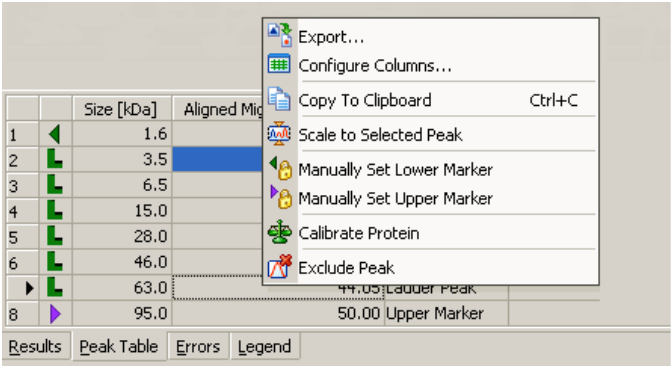 Export...
Configure Columns...
Copy To Clipboard Ctrl+C
Scale to Selected Peak
Manually Set Lower Marker
Manually Set Upper Marker
Calibrate Protein
Exclude Peak
Size [kDa] Aligned Mig
1 1.6
2 3.5
3 6.5
4 15.0
5 28.0
6 46.0
63.0 44.05 Ladder Peak
8 95.0 50.00 Upper Marker
Results Peak Table Errors Legend